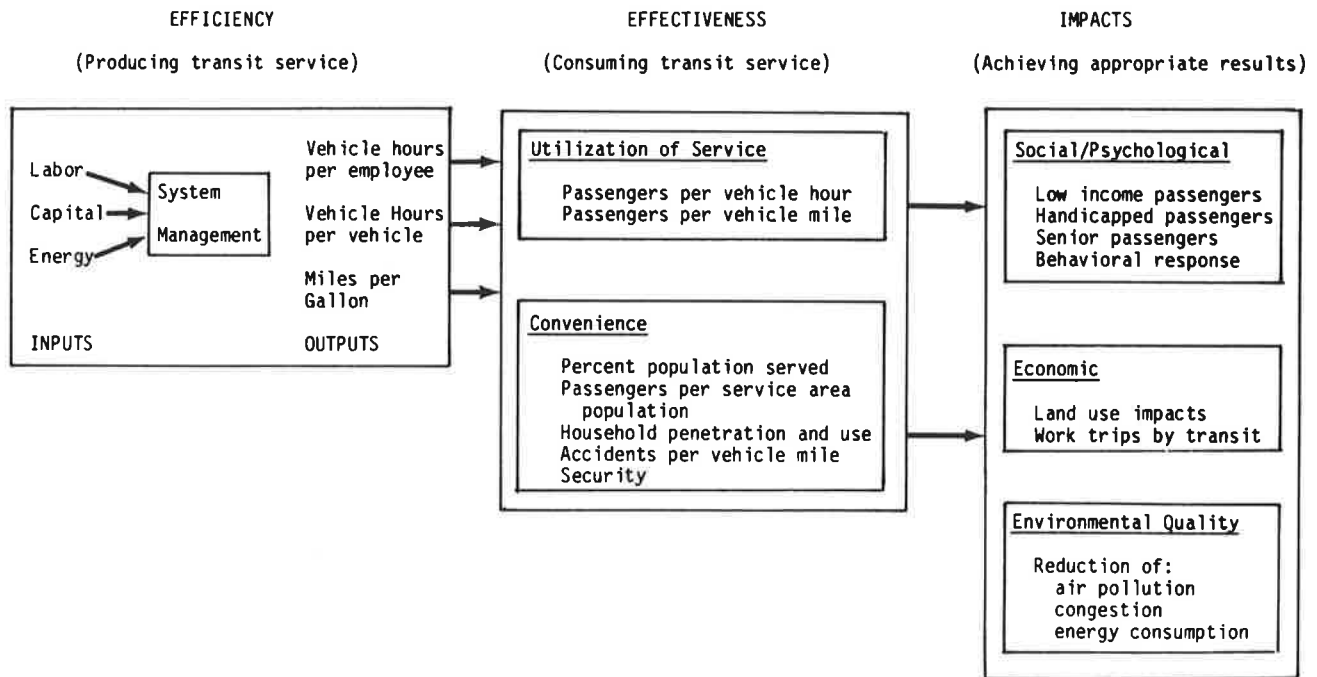 EFFICIENCY
(Producing transit service)
Labor
Capital
Energy
System
Management
Vehicle hours
per employee
Vehicle Hours
per vehicle
Miles per
Gallon
INPUTS
OUTPUTS
EFFECTIVENESS
(Consuming transit service)
Utilization of Service
Passengers per vehicle hour
Passengers per vehicle mile
Convenience
Percent population served
Passengers per service area
population
Household penetration and use
Accidents per vehicle mile
Security
IMPACTS
(Achieving appropriate results)
Social/Psychological
Low income passengers
Handicapped passengers
Senior passengers
Behavioral response
Economic
Land use impacts
Work trips by transit
Environmental Quality
Reduction of:
air pollution
congestion
energy consumption